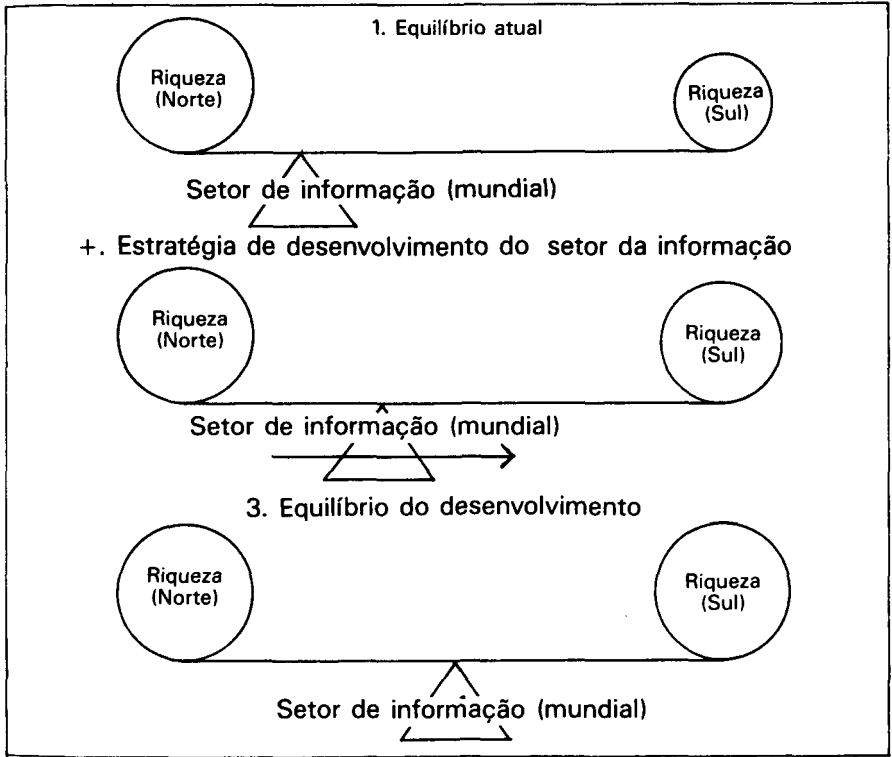 1. Equilíbrio atual
Riqueza
(Norte)
Riqueza
(Sul)
Setor de informação (mundial)
+. Estratégia de desenvolvimento do setor da informação
Riqueza
(Norte)
Riqueza
(Sul)
Setor de informação (mundial)
3. Equilíbrio do desenvolvimento
Riqueza
(Norte)
Riqueza
(Sul)
Setor de informação (mundial)